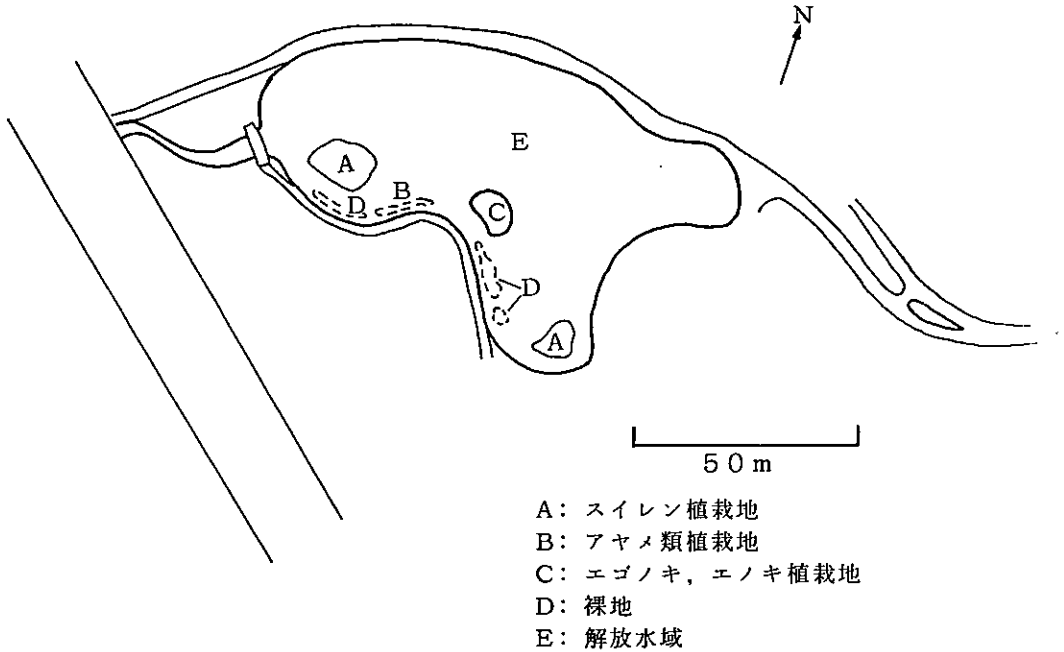 N
E
A
B
D
C
D
A
50m
A: スイレン植栽地
B: アヤメ類植栽地
C: エゴノキ，エノキ植栽地
D: 裸地
E: 解放水域